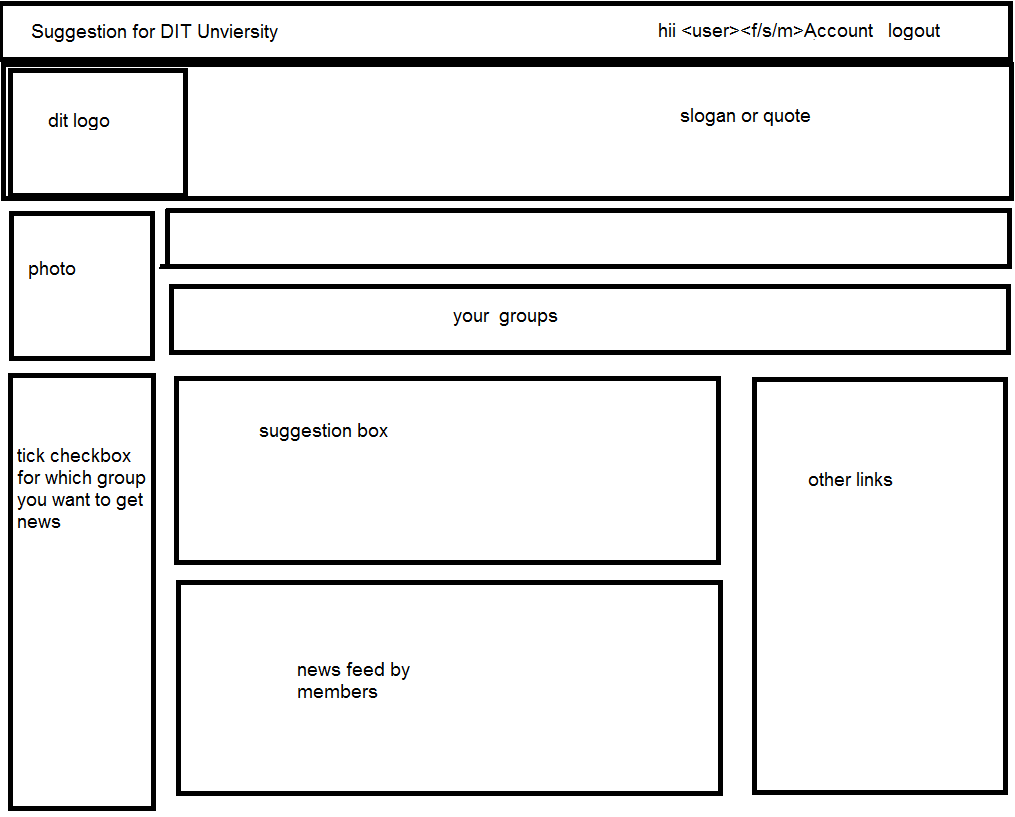 Suggestion for DIT Unviersity
hii <user><f/s/m>Account logout
dit logo
slogan or quote
photo
your groups
tick checkbox
for which group
you want to get
news
suggestion box
other links
news feed by
members